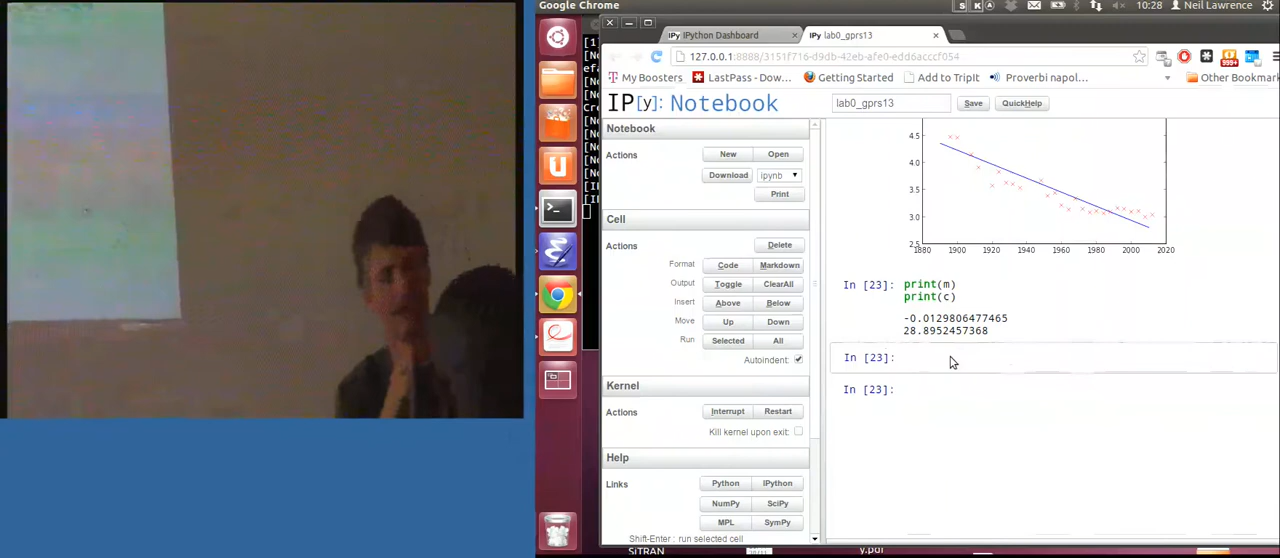 Google Chrome
10:28
Neil Lawrence
IPy IPython Dashboard
IPy lab0_gprs13
127.0.0.1:8888/3151f716-d9db-42eb-afe0-edd6acccf054
999+
My Boosters
LastPass - Dow...
Getting Started
Add to TripIt
Proverbi napol...
Other Bookmark
IP[y]: Notebook
lab0_gprs13
Save
QuickHelp
Notebook
Actions
New
Open
Download
ipynb
Print
Cell
Actions
Delete
Format
Code
Markdown
Output
Toggle
ClearAll
Insert
Above
Below
Move
Up
Down
Run
Selected
All
Autoindent:
Kernel
Actions
Interrupt
Restart
Kill kernel upon exit:
Help
Links
Python
IPython
NumPy
SciPy
MPL
SymPy
Shift-Enter : run selected cell
4.5
4.0
3.5
3.0
2.5
1880
1900
1920
1940
1960
1980
2000
2020
In [23]:
print(m)
print(c)
-0.0129806477465
28.8952457368
In [23]:
In [23]:
SITRAN
y.pdf